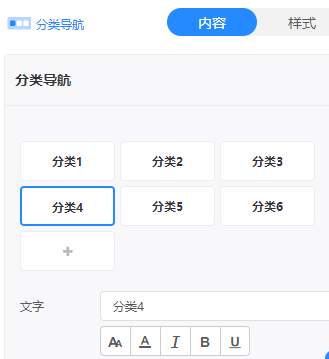 分类导航 内容 样式
分类导航
分类1 分类2 分类3
分类4 分类5 分类6
+
文字 分类4
AA A I B U